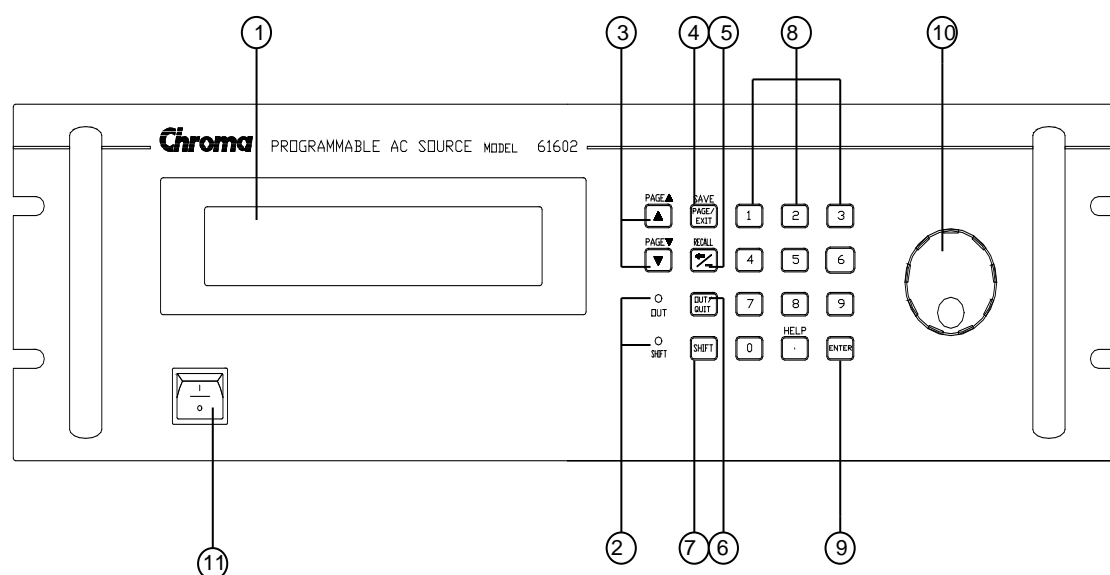 1 3 4 5 8 10
Chroma PROGRAMMABLE AC SOURCE MODEL 61602
PAGE▲ SAVE
▲ PAGE/ EXIT 1 2 3
PAGE▼ RECALL
▼ 4 5 6
OUT OUT/ QUIT 7 8 9
HELP
SHIFT SHIFT 0 . ENTER
I
O
2 7 6 9
11